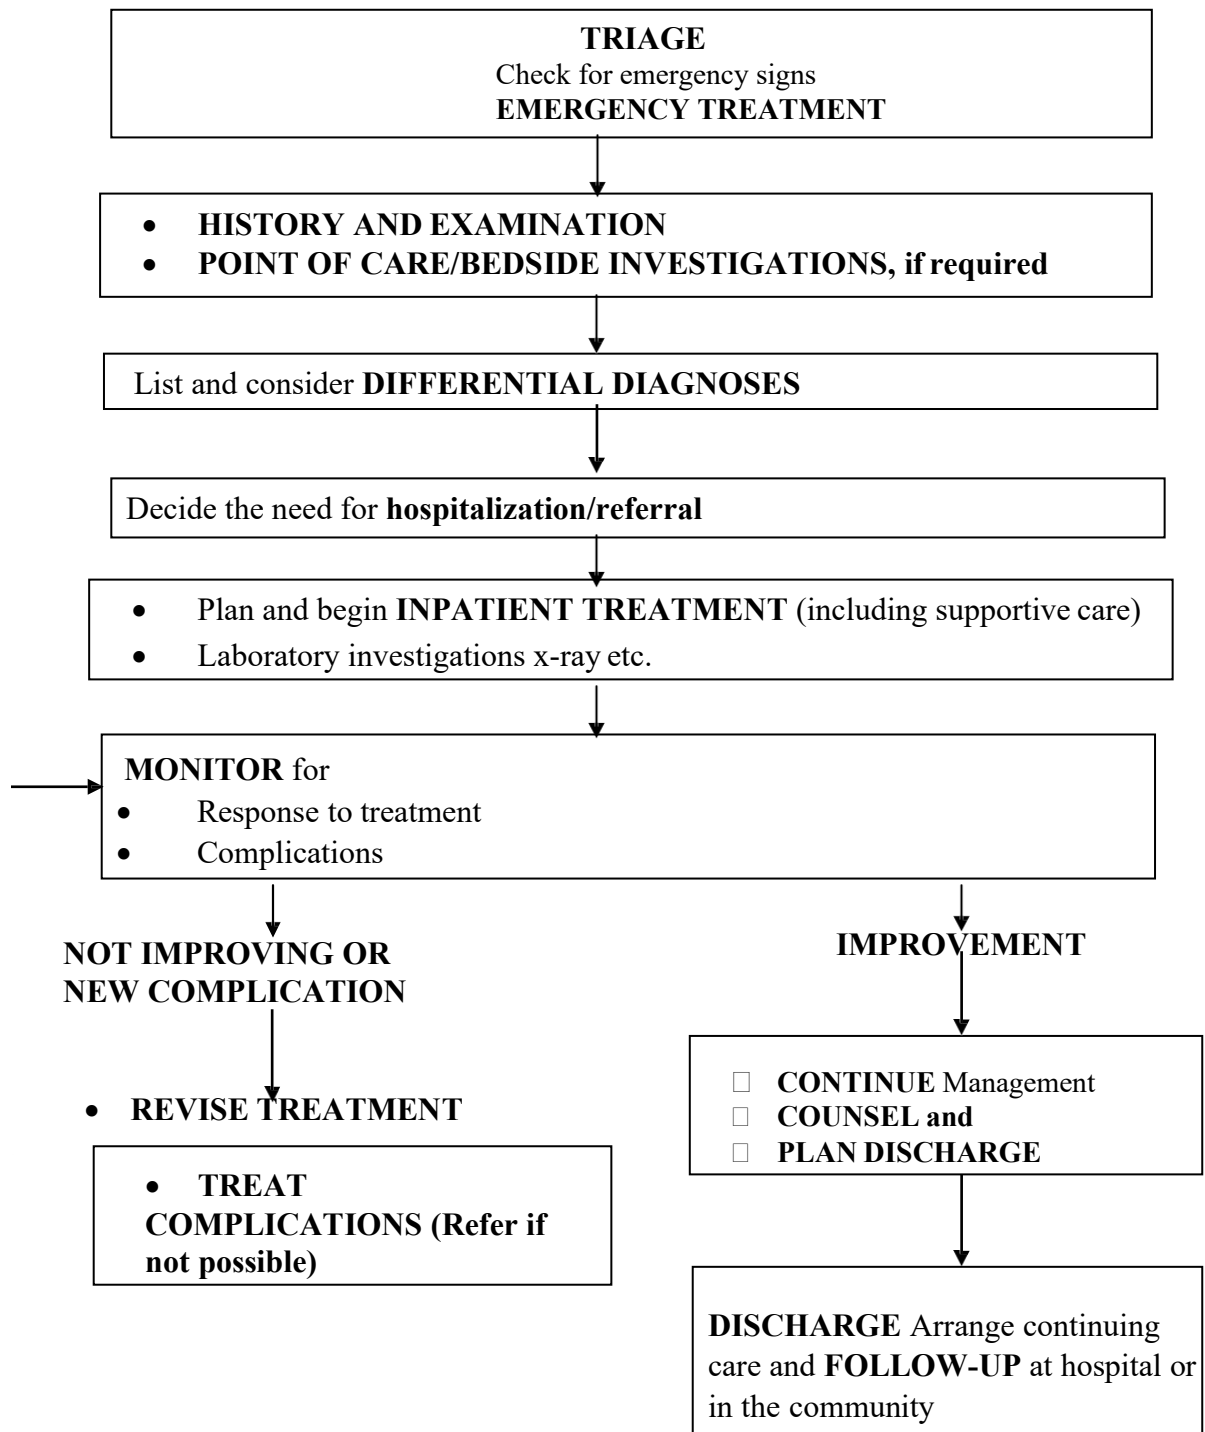 TRIAGE
Check for emergency signs
EMERGENCY TREATMENT
• HISTORY AND EXAMINATION
• POINT OF CARE/BEDSIDE INVESTIGATIONS, if required
List and consider DIFFERENTIAL DIAGNOSES
Decide the need for hospitalization/referral
• Plan and begin INPATIENT TREATMENT (including supportive care)
• Laboratory investigations x-ray etc.
MONITOR for
• Response to treatment
• Complications
NOT IMPROVING OR
NEW COMPLICATION
• REVISE TREATMENT
• TREAT
COMPLICATIONS (Refer if
not possible)
IMPROVEMENT
CONTINUE Management
COUNSEL and
PLAN DISCHARGE
DISCHARGE Arrange continuing
care and FOLLOW-UP at hospital or
in the community